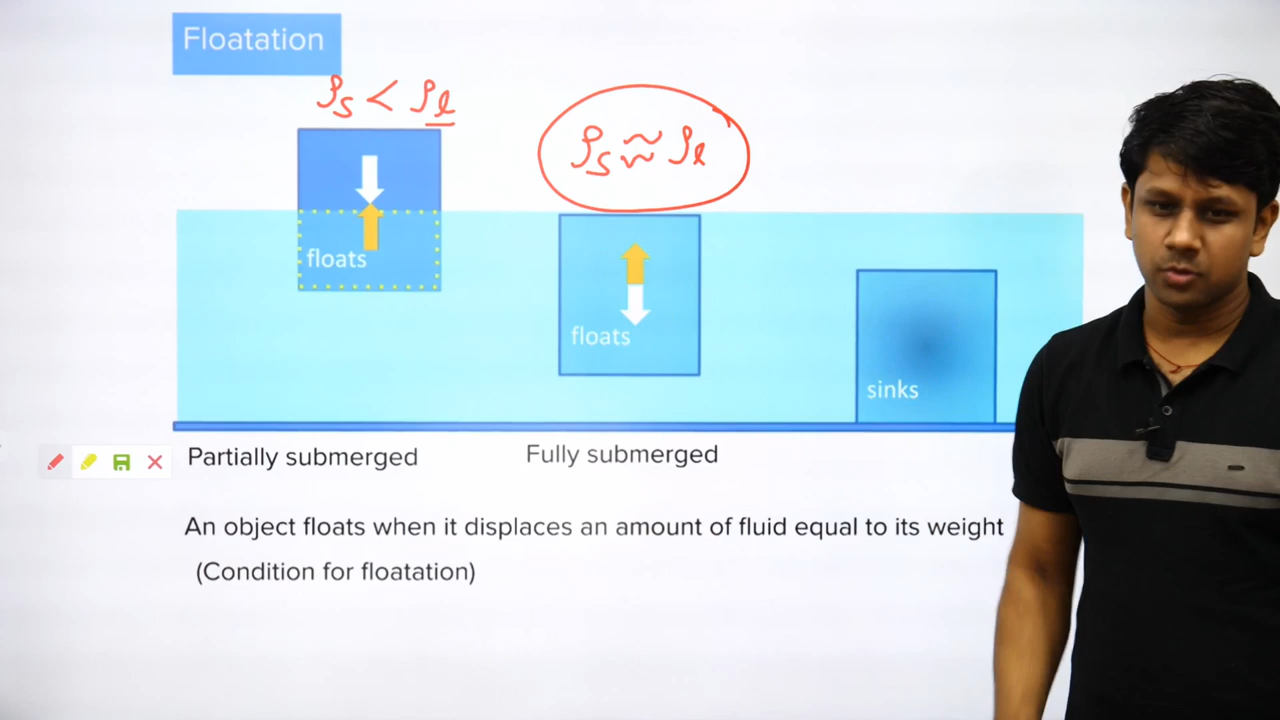 Floatation
ρs < ρl
ρs ≈ ρl
floats
floats
sinks
Partially submerged
Fully submerged
An object floats when it displaces an amount of fluid equal to its weight
(Condition for floatation)